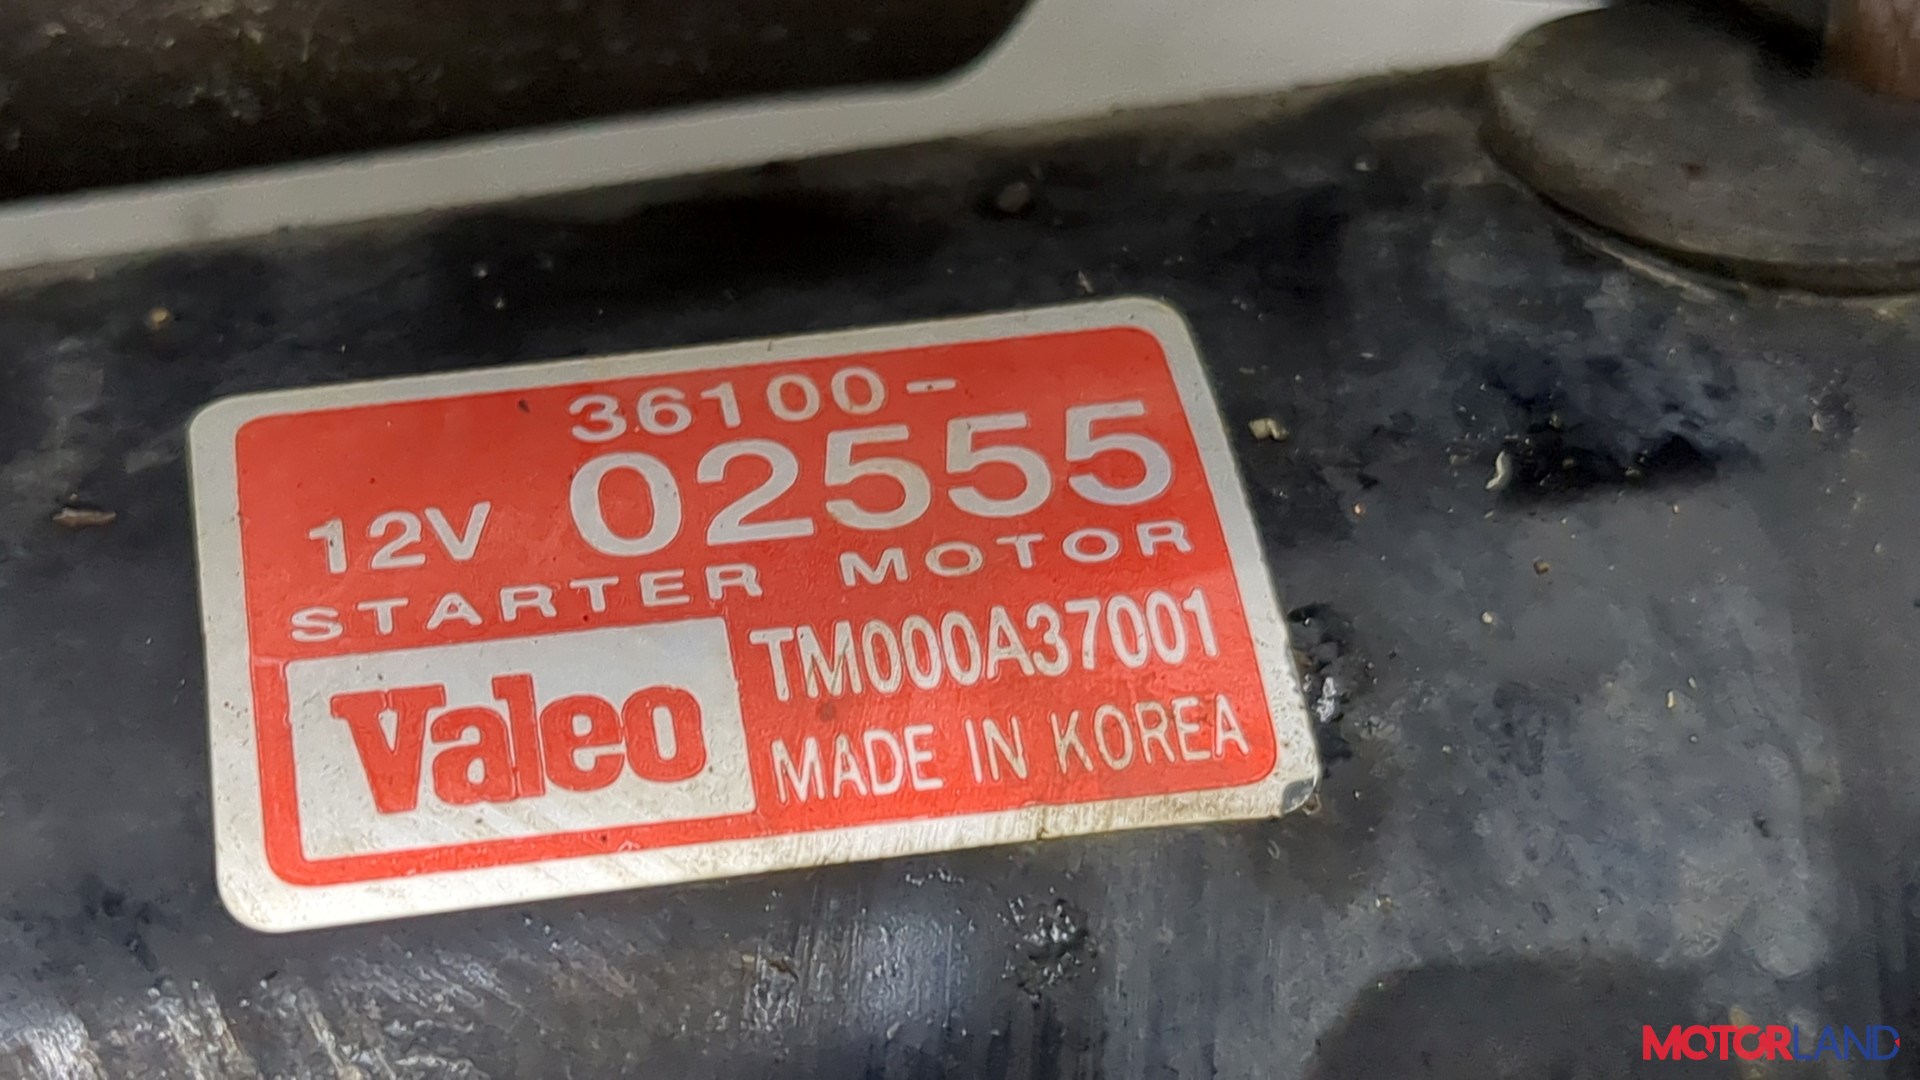 36100-
12V 02555
STARTER MOTOR
Valeo
TM000A37001
MADE IN KOREA
MOTORLAND